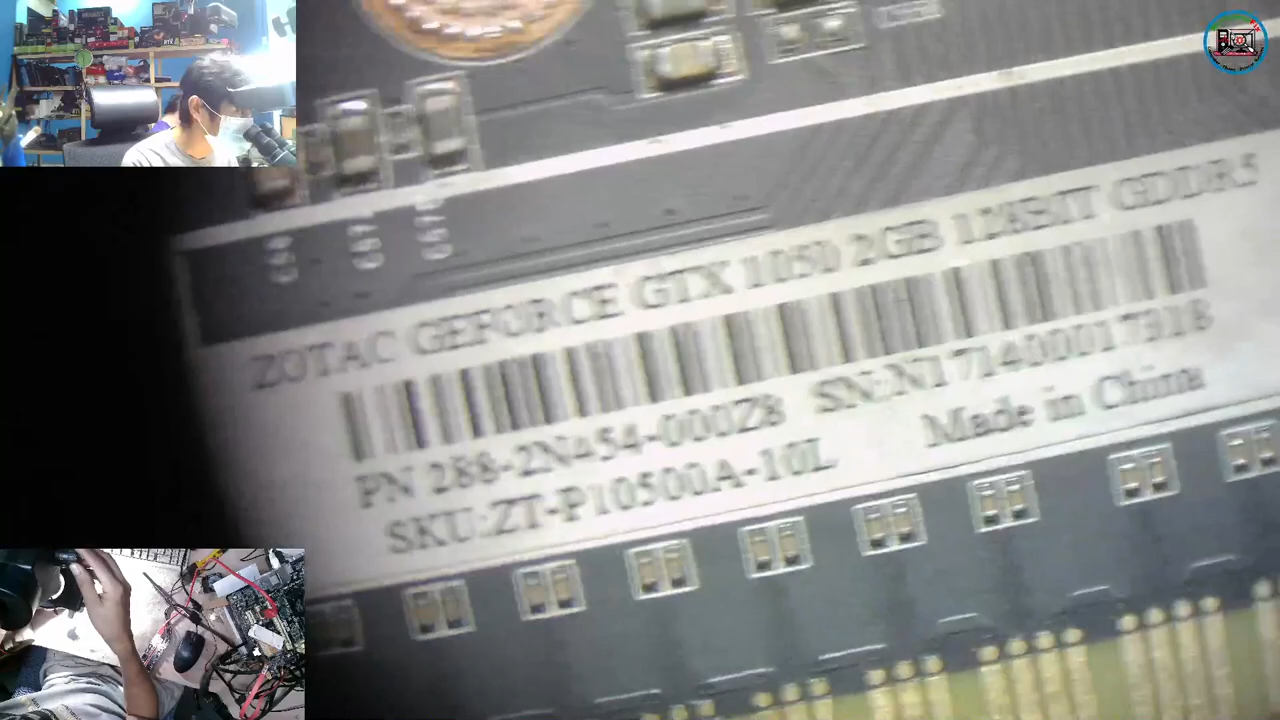 ZOTAC GEFORCE GTX 1050 2GB 128BIT GDDR5
PN 288-2N454-000Z8 SN:N171430017318
SKU:ZT-P10500A-10L Made in China